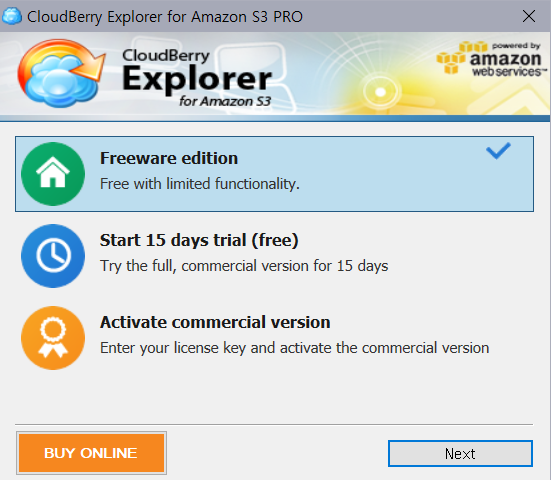 CloudBerry Explorer for Amazon S3 PRO
CloudBerry
Explorer
for Amazon S3
powered by
amazon
web services™
Freeware edition
Free with limited functionality.
Start 15 days trial (free)
Try the full, commercial version for 15 days
Activate commercial version
Enter your license key and activate the commercial version
BUY ONLINE
Next